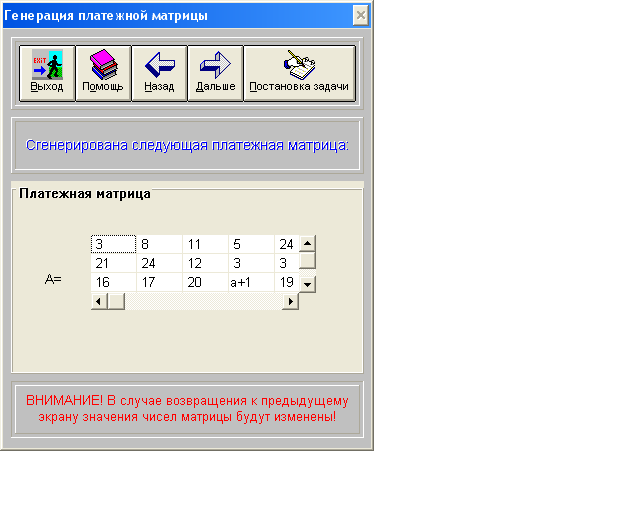 Генерация платежной матрицы
EXIT
Выход Помощь Назад Дальше Постановка задачи
Сгенерирована следующая платежная матрица:
Платежная матрица
3 8 11 5 24
21 24 12 3 3
A=
16 17 20 a+1 19
ВНИМАНИЕ! В случае возвращения к предыдущему
экрану значения чисел матрицы будут изменены!